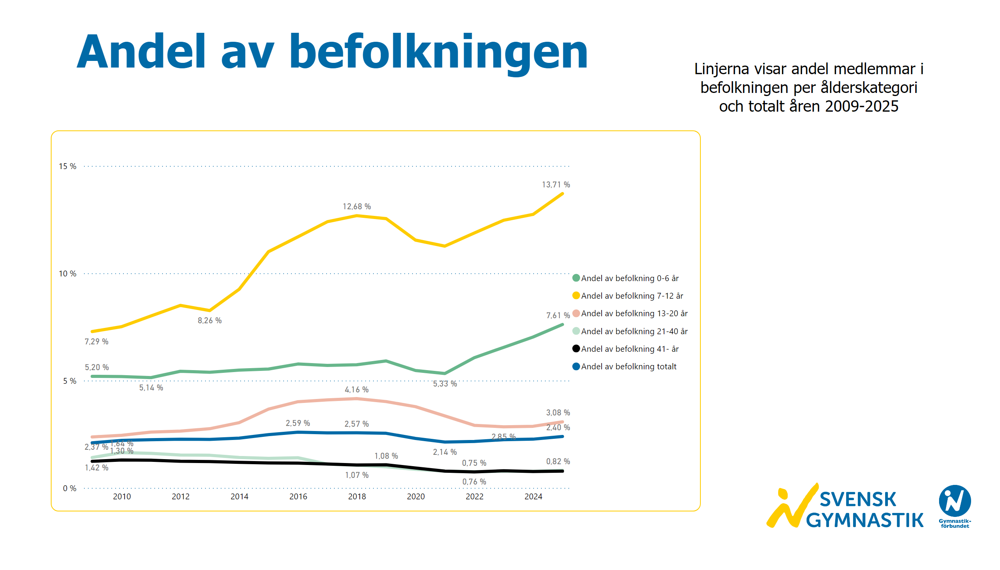 Andel av befolkningen
Linjerna visar andel medlemmar i
befolkningen per ålderskategori
och totalt åren 2009-2025
15 %
10 %
5 %
0 %
13,71 %
12,68 %
8,26 %
7,29 %
7,61 %
5,20 %
5,14 %
5,33 %
4,16 %
3,08 %
2,59 %
2,57 %
2,40 %
2,85 %
2,37 %
1,64 %
1,30 %
1,42 %
2,14 %
1,08 %
1,07 %
0,75 %
0,76 %
0,82 %
2010
2012
2014
2016
2018
2020
2022
2024
Andel av befolkning 0-6 år
Andel av befolkning 7-12 år
Andel av befolkning 13-20 år
Andel av befolkning 21-40 år
Andel av befolkning 41- år
Andel av befolkning totalt
SVENSK
GYMNASTIK
Gymnastik-
förbundet